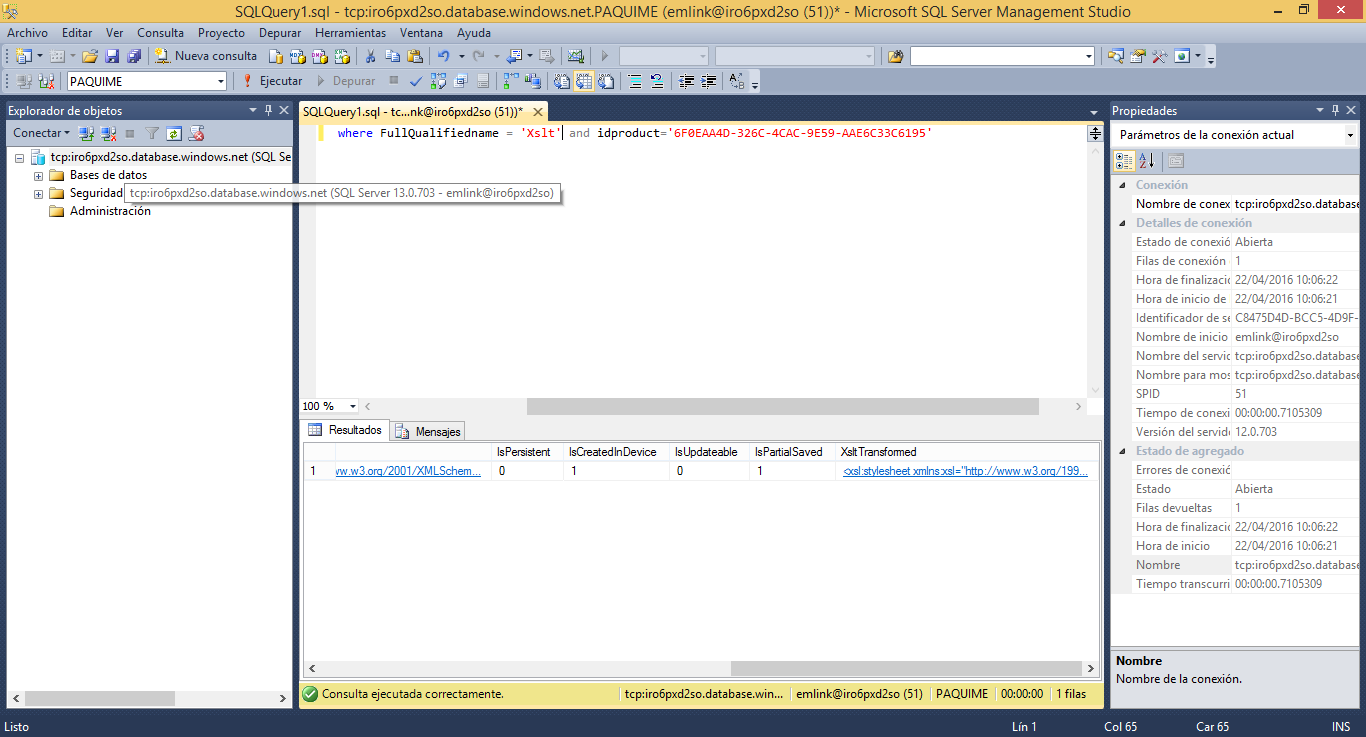 SQLQuery1.sql - tcp:iro6pxd2so.database.windows.net.PAQUIME (emlink@iro6pxd2so (51))* - Microsoft SQL Server Management Studio
Archivo Editar Ver Consulta Proyecto Depurar Herramientas Ventana Ayuda
Nueva consulta
PAQUIME Ejecutar Depurar
Explorador de objetos
Conectar
tcp:iro6pxd2so.database.windows.net (SQL Se
Bases de datos
Seguridad
tcp:iro6pxd2so.database.windows.net (SQL Server 13.0.703 - emlink@iro6pxd2so)
Administración
SQLQuery1.sql - tc...nk@iro6pxd2so (51))*
where FullQualifiedname = 'Xslt' and idproduct='6F0EAA4D-326C-4CAC-9E59-AAE6C33C6195'
100 %
Resultados Mensajes
IsPersistent IsCreatedInDevice IsUpdateable IsPartialSaved XsltTransformed
1 ww.w3.org/2001/XMLSchem... 0 1 0 1 <xsl:stylesheet xmlns:xsl="http://www.w3.org/199...
Consulta ejecutada correctamente. tcp:iro6pxd2so.database.win... emlink@iro6pxd2so (51) PAQUIME 00:00:00 1 filas
Propiedades
Parámetros de la conexión actual
Conexión
Nombre de conex tcp:iro6pxd2so.database
Detalles de conexión
Estado de conexió Abierta
Filas de conexión 1
Hora de finalizació 22/04/2016 10:06:22
Hora de inicio de 22/04/2016 10:06:21
Identificador de se C8475D4D-BCC5-4D9F-
Nombre de inicio emlink@iro6pxd2so
Nombre del servic tcp:iro6pxd2so.database
Nombre para mos tcp:iro6pxd2so.database
SPID 51
Tiempo de conexi 00:00:00.7105309
Versión del servid 12.0.703
Estado de agregado
Errores de conexió
Estado Abierta
Filas devueltas 1
Hora de finalizació 22/04/2016 10:06:22
Hora de inicio 22/04/2016 10:06:21
Nombre tcp:iro6pxd2so.database
Tiempo transcurri 00:00:00.7105309
Nombre
Nombre de la conexión.
Listo Lín 1 Col 65 Car 65 INS